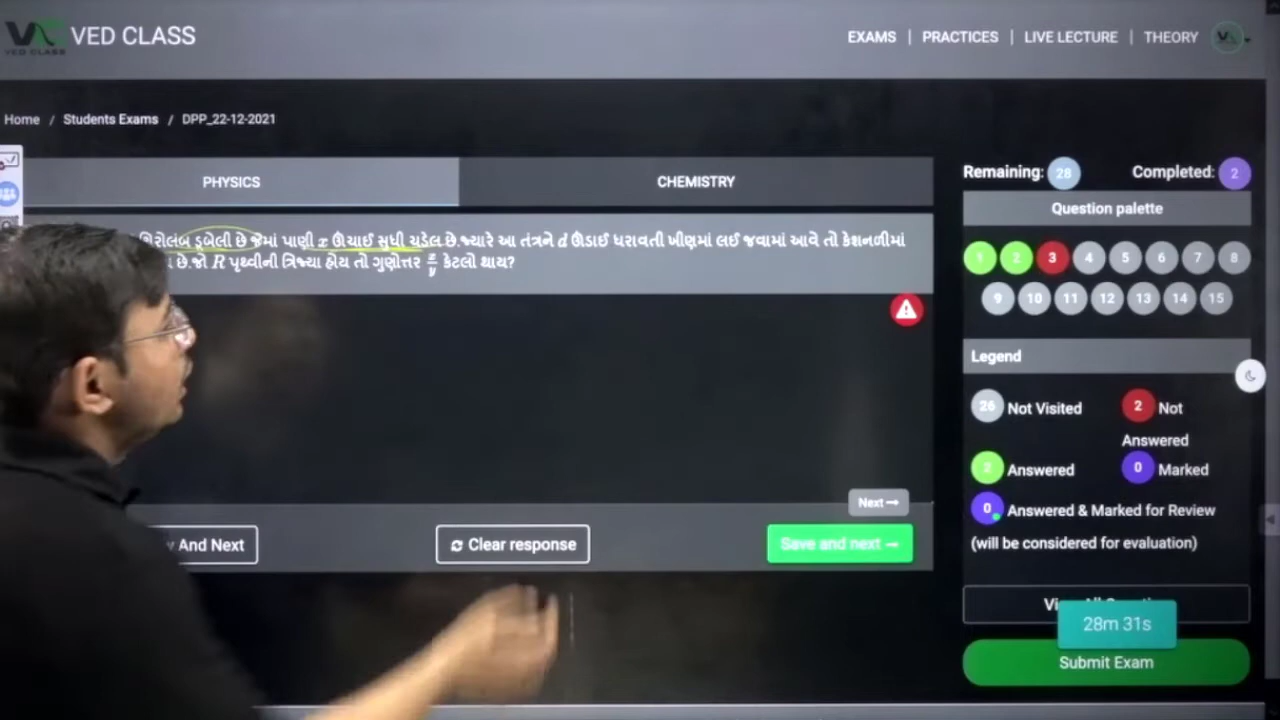 VED CLASS
VED CLASS
EXAMS | PRACTICES | LIVE LECTURE | THEORY
Home / Students Exams / DPP_22-12-2021
PHYSICS
CHEMISTRY
ડૂબેલી છે જેમાં પાણી x ઊંચાઈ સુધી ચડેલ છે.જ્યારે આ તંત્રને d ઊંડાઈ ધરાવતી ખીણમાં લઈ જવામાં આવે તો કેશનળીમાં
છે.જો R પૃથ્વીની ત્રિજ્યા હોય તો ગુણોત્તર x/y કેટલો થાય?
Next→
And Next
Clear response
Save and next →
Remaining: 28
Completed: 2
Question palette
1 2 3 4 5 6 7 8
9 10 11 12 13 14 15
Legend
26 Not Visited
2 Not Answered
2 Answered
0 Marked
0 Answered & Marked for Review
(will be considered for evaluation)
28m 31s
Submit Exam